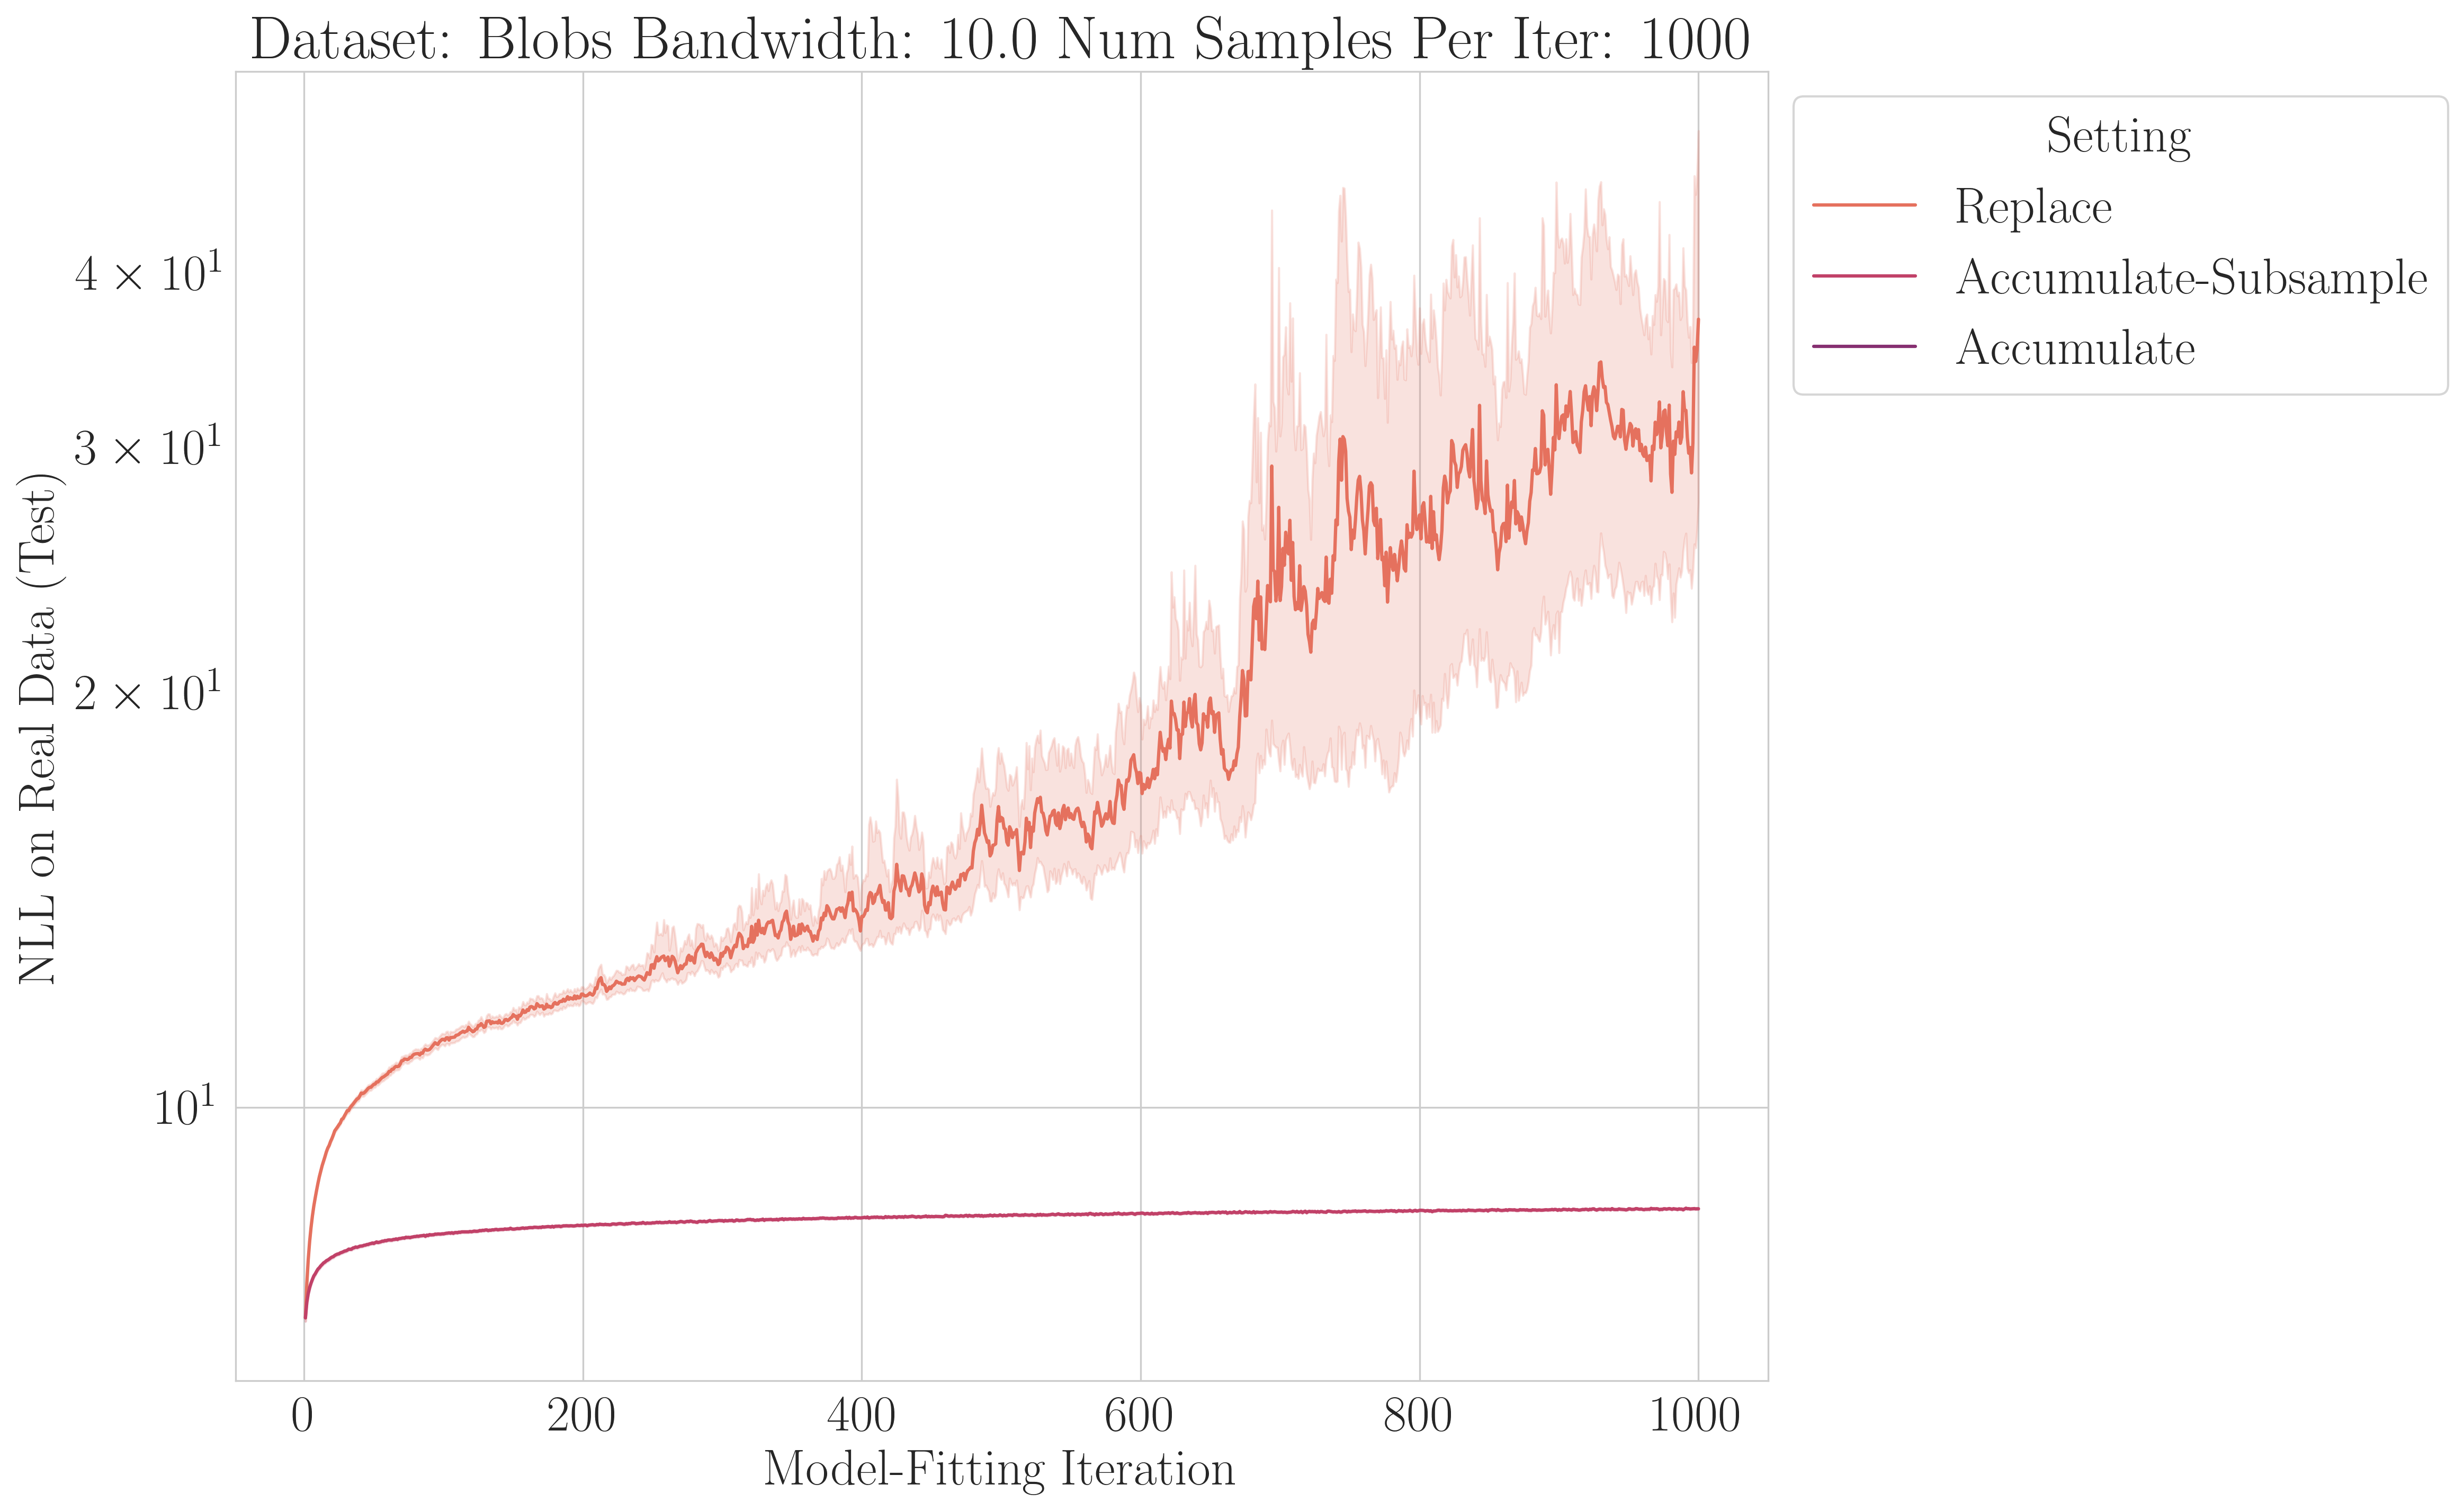 Dataset: Blobs Bandwidth: 10.0 Num Samples Per Iter: 1000
Setting
Replace
Accumulate-Subsample
Accumulate
NLL on Real Data (Test)
4 × 10¹
3 × 10¹
2 × 10¹
10¹
0 200 400 600 800 1000
Model-Fitting Iteration